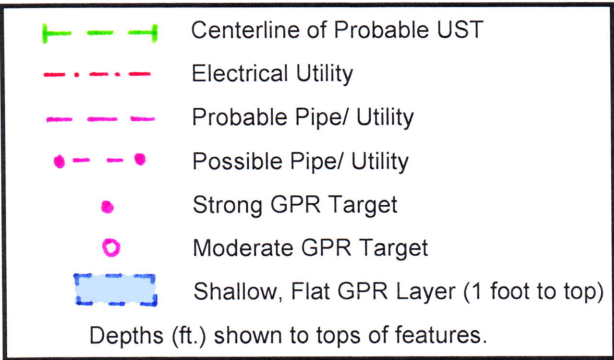 Centerline of Probable UST
Electrical Utility
Probable Pipe/ Utility
Possible Pipe/ Utility
Strong GPR Target
Moderate GPR Target
Shallow, Flat GPR Layer (1 foot to top)
Depths (ft.) shown to tops of features.